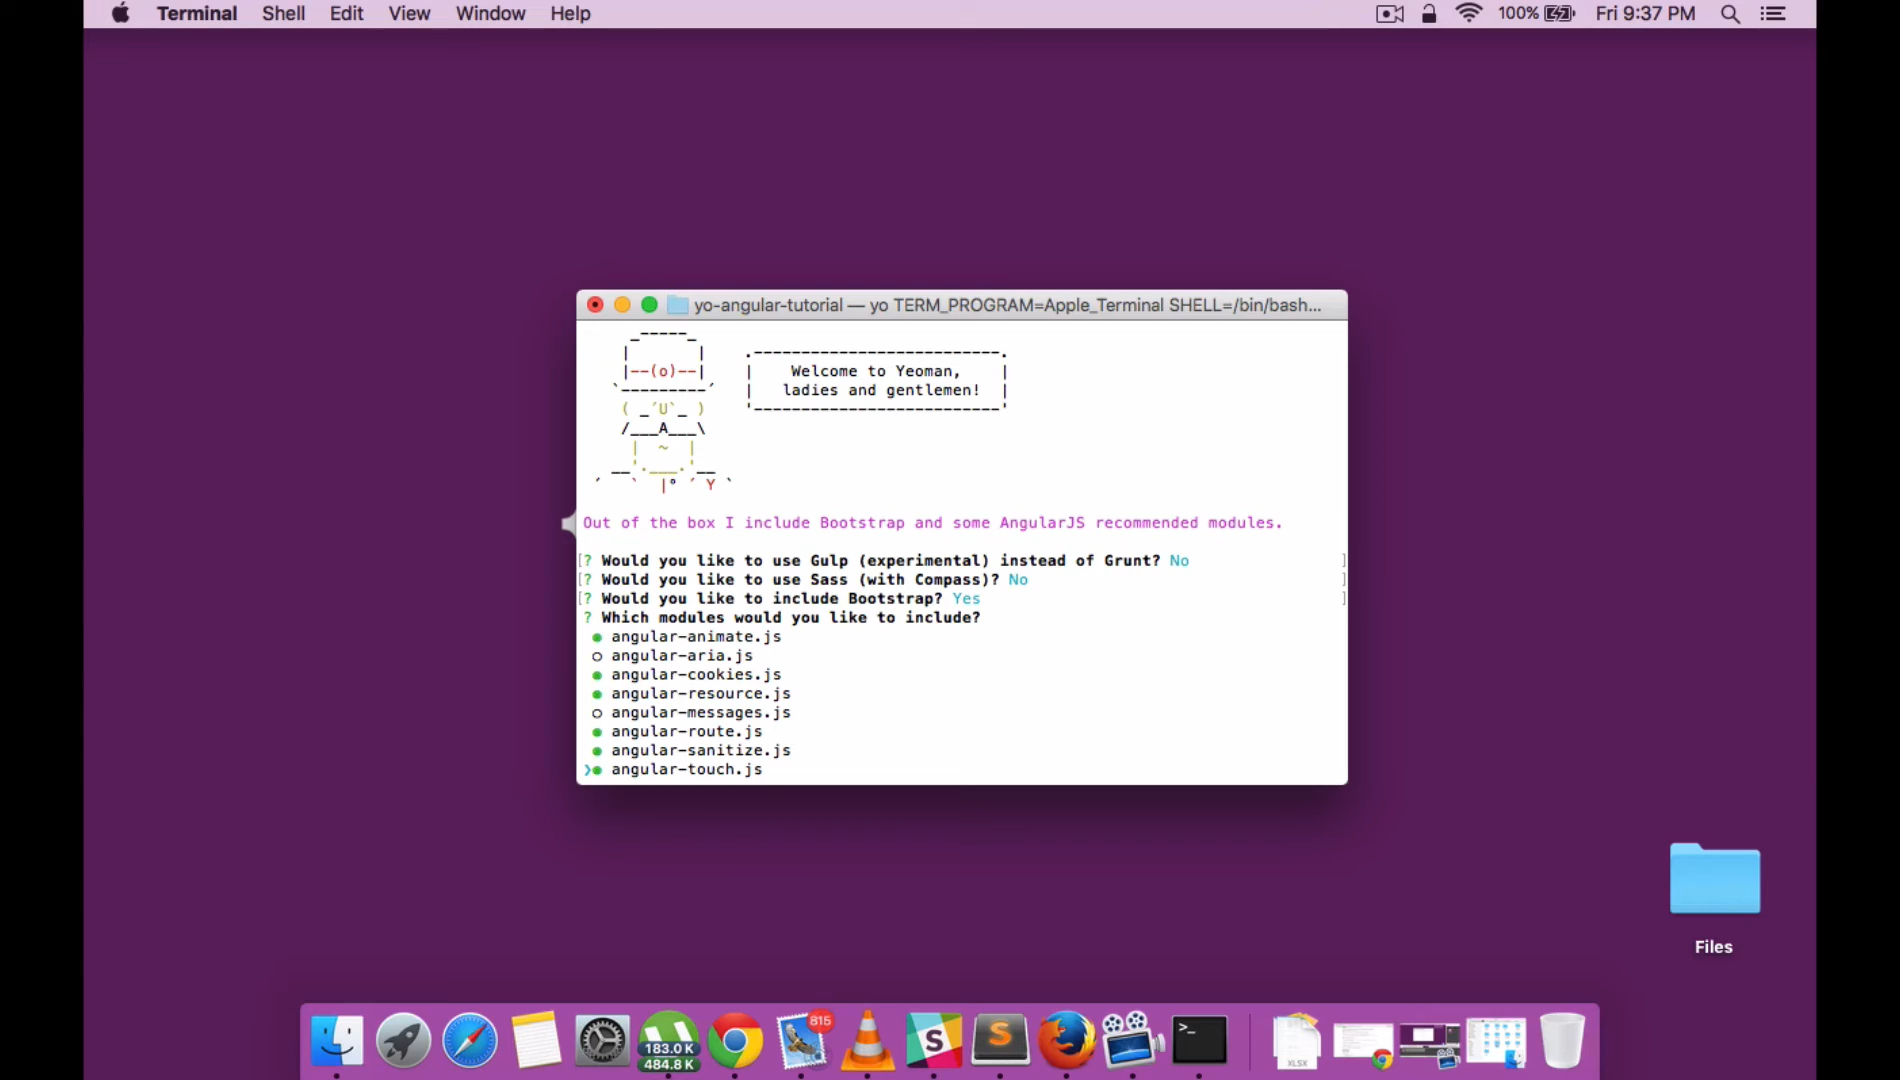 Terminal Shell Edit View Window Help 100% Fri 9:37 PM
yo-angular-tutorial — yo TERM_PROGRAM=Apple_Terminal SHELL=/bin/bash...
Welcome to Yeoman,
ladies and gentlemen!
Out of the box I include Bootstrap and some AngularJS recommended modules.
[? Would you like to use Gulp (experimental) instead of Grunt? No ]
[? Would you like to use Sass (with Compass)? No ]
[? Would you like to include Bootstrap? Yes ]
? Which modules would you like to include?
◉ angular-animate.js
◯ angular-aria.js
◉ angular-cookies.js
◉ angular-resource.js
◯ angular-messages.js
◉ angular-route.js
◉ angular-sanitize.js
❯◉ angular-touch.js
Files
815
183.0 K
484.8 K
S
S
>_
XLSX